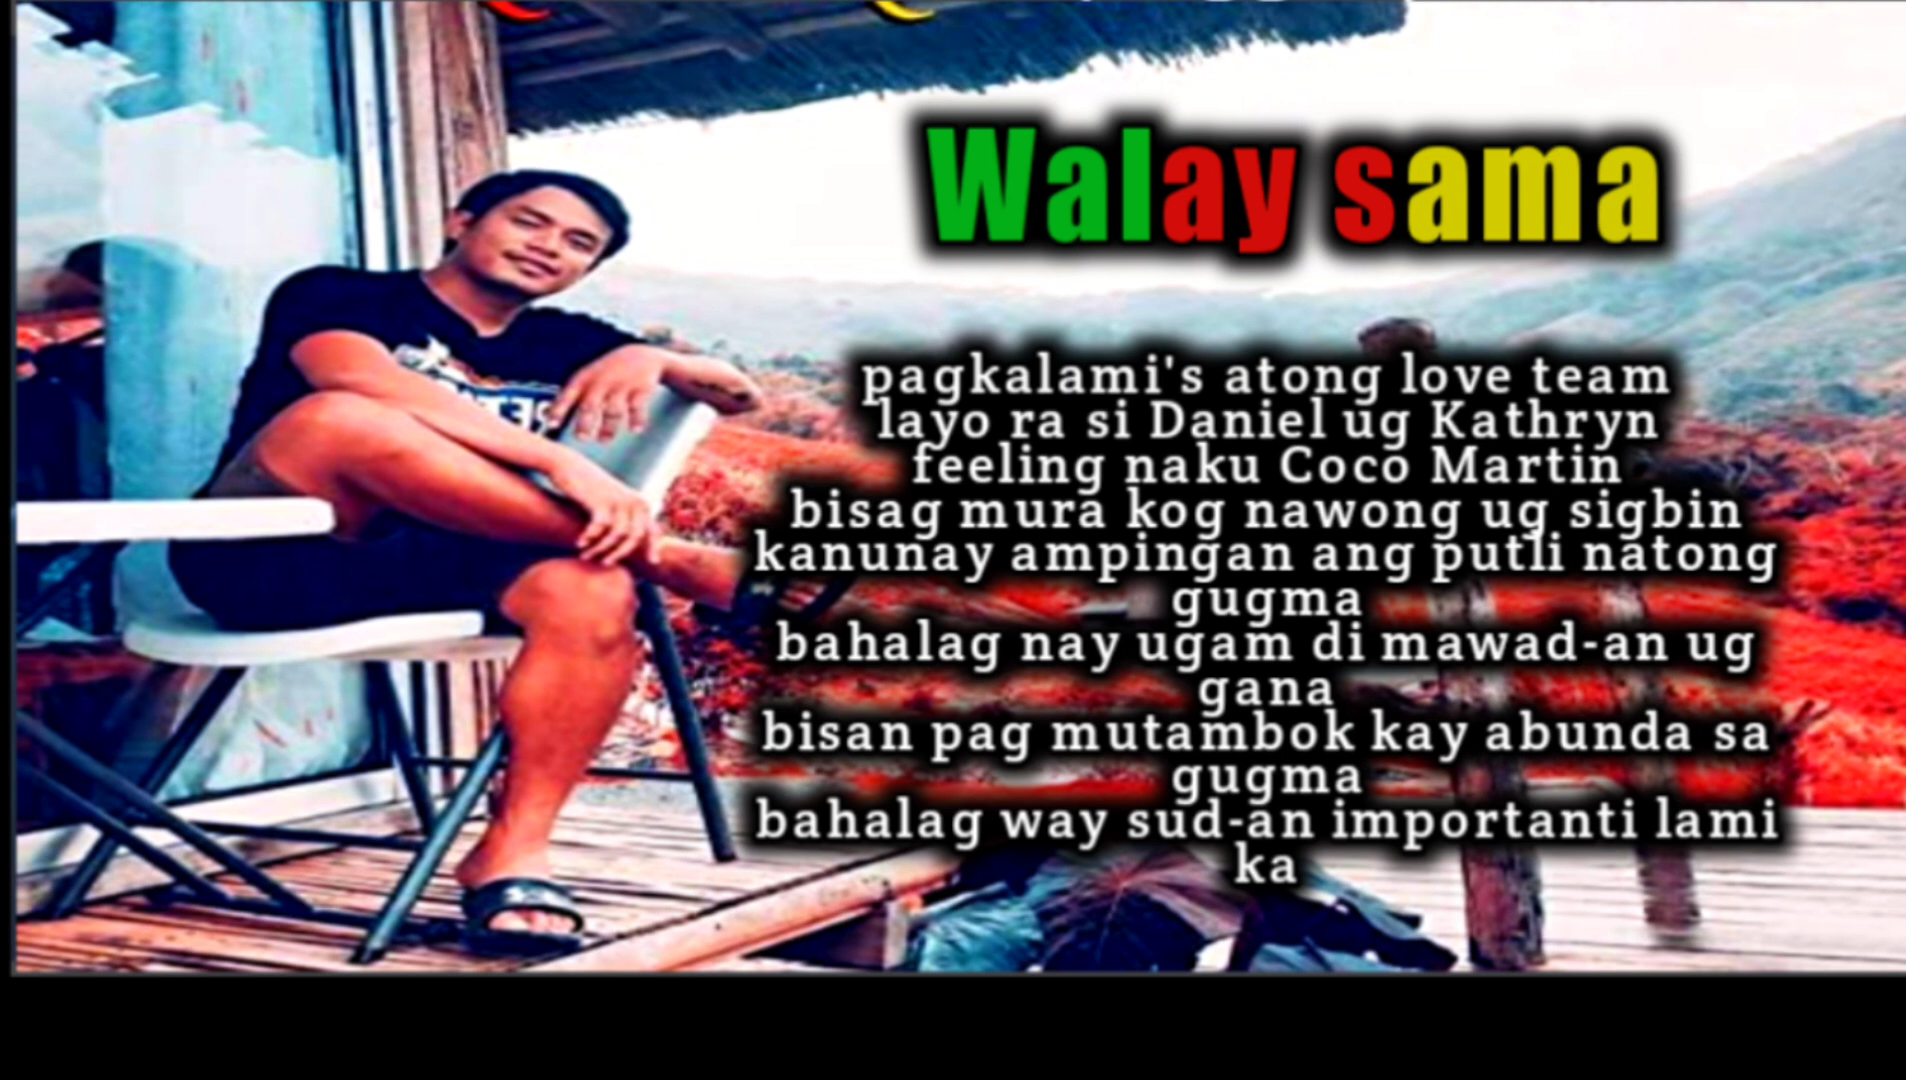 Walay sama
pagkalami's atong love team
layo ra si Daniel ug Kathryn
feeling naku Coco Martin
bisag mura kog nawong ug sigbin
kanunay ampingan ang putli natong
gugma
bahalag nay ugam di mawad-an ug
gana
bisan pag mutambok kay abunda sa
gugma
bahalag way sud-an importanti lami
ka